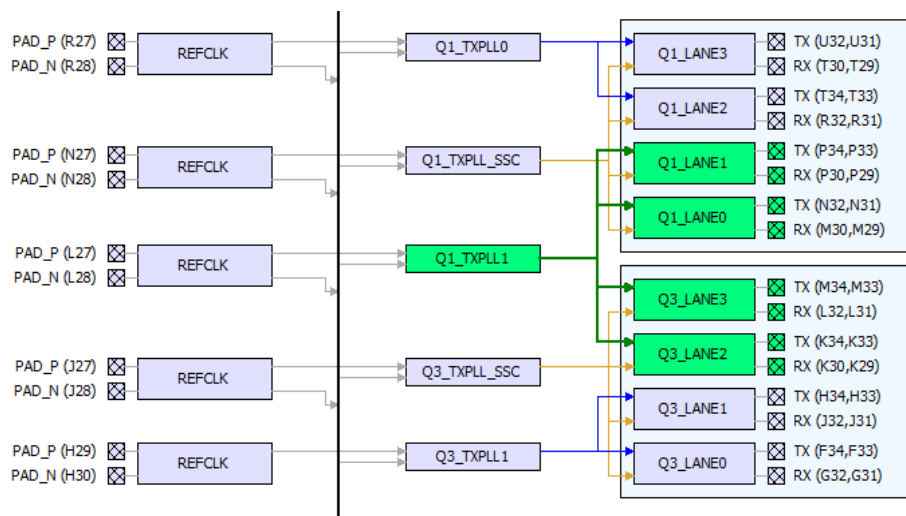 PAD_P (R27)
PAD_N (R28)
REFCLK
Q1_TXPLL0
Q1_LANE3
TX (U32,U31)
RX (T30,T29)
Q1_LANE2
TX (T34,T33)
RX (R32,R31)
PAD_P (N27)
PAD_N (N28)
REFCLK
Q1_TXPLL_SSC
Q1_LANE1
TX (P34,P33)
RX (P30,P29)
Q1_LANE0
TX (N32,N31)
RX (M30,M29)
PAD_P (L27)
PAD_N (L28)
REFCLK
Q1_TXPLL1
Q3_LANE3
TX (M34,M33)
RX (L32,L31)
Q3_LANE2
TX (K34,K33)
RX (K30,K29)
PAD_P (J27)
PAD_N (J28)
REFCLK
Q3_TXPLL_SSC
Q3_LANE1
TX (H34,H33)
RX (J32,J31)
PAD_P (H29)
PAD_N (H30)
REFCLK
Q3_TXPLL1
Q3_LANE0
TX (F34,F33)
RX (G32,G31)